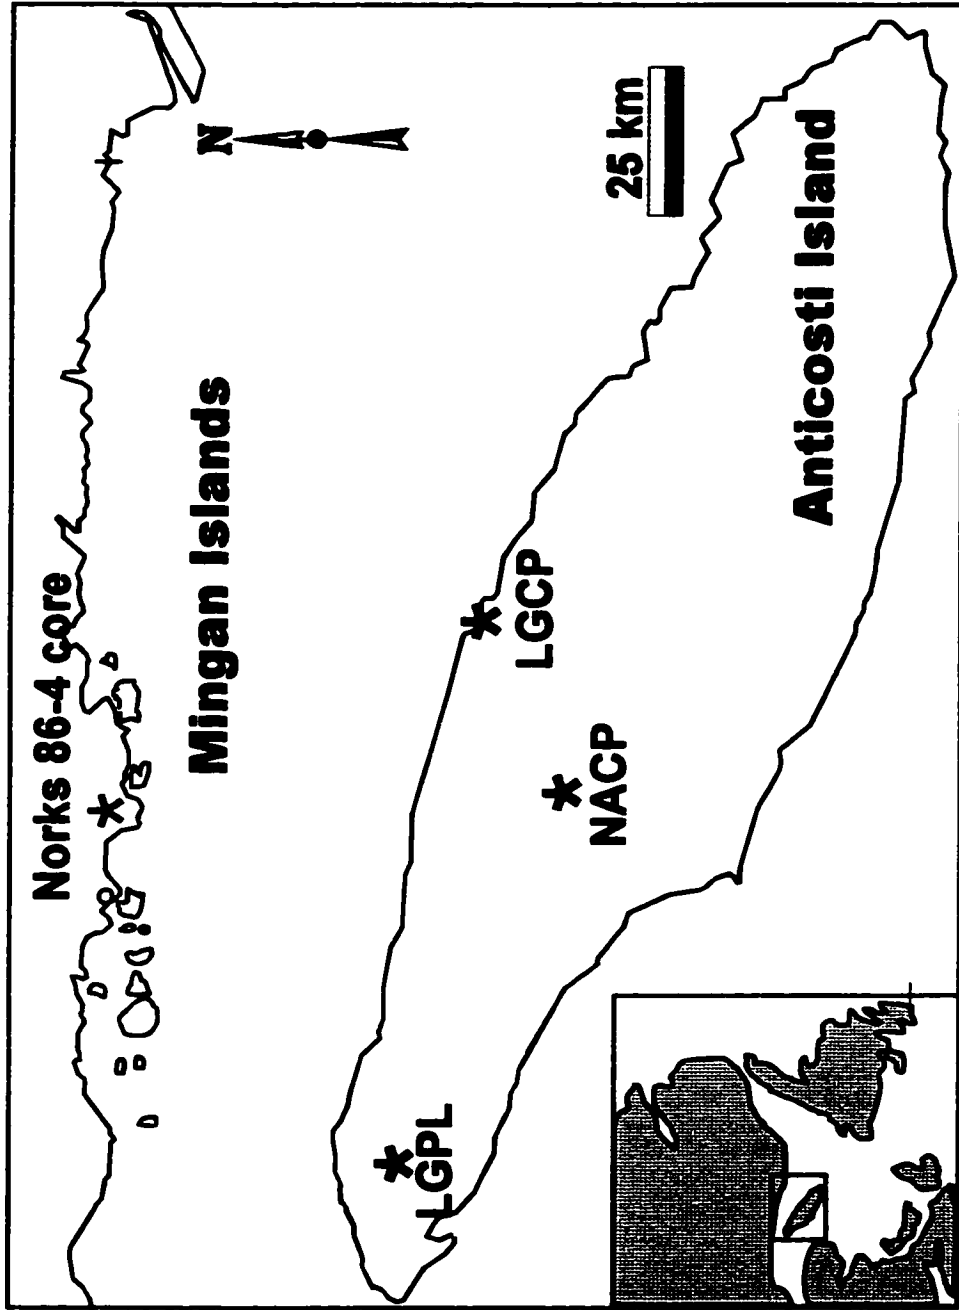 Norks 86-4 core
N
Mingan Islands
25 km
LGCP
NACP
LGPL
Anticosti Island